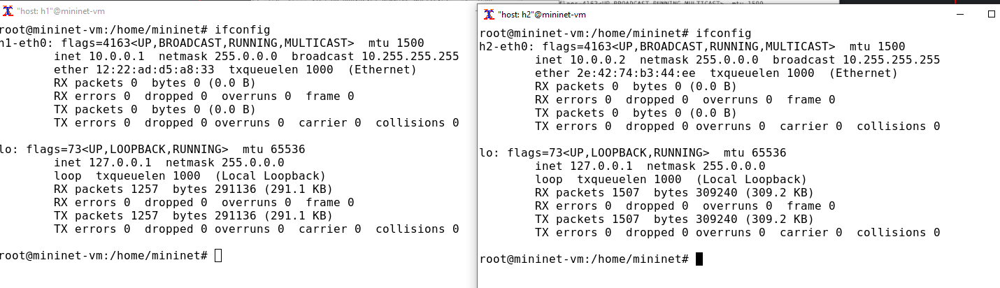 "host: h1"@mininet-vm
root@mininet-vm:/home/mininet# ifconfig
h1-eth0: flags=4163<UP,BROADCAST,RUNNING,MULTICAST>  mtu 1500
        inet 10.0.0.1  netmask 255.0.0.0  broadcast 10.255.255.255
        ether 12:22:ad:d5:a8:33  txqueuelen 1000  (Ethernet)
        RX packets 0  bytes 0 (0.0 B)
        RX errors 0  dropped 0  overruns 0  frame 0
        TX packets 0  bytes 0 (0.0 B)
        TX errors 0  dropped 0 overruns 0  carrier 0  collisions 0
lo: flags=73<UP,LOOPBACK,RUNNING>  mtu 65536
        inet 127.0.0.1  netmask 255.0.0.0
        loop  txqueuelen 1000  (Local Loopback)
        RX packets 1257  bytes 291136 (291.1 KB)
        RX errors 0  dropped 0  overruns 0  frame 0
        TX packets 1257  bytes 291136 (291.1 KB)
        TX errors 0  dropped 0 overruns 0  carrier 0  collisions 0
root@mininet-vm:/home/mininet#
"host: h2"@mininet-vm
root@mininet-vm:/home/mininet# ifconfig
h2-eth0: flags=4163<UP,BROADCAST,RUNNING,MULTICAST>  mtu 1500
        inet 10.0.0.2  netmask 255.0.0.0  broadcast 10.255.255.255
        ether 2e:42:74:b3:44:ee  txqueuelen 1000  (Ethernet)
        RX packets 0  bytes 0 (0.0 B)
        RX errors 0  dropped 0  overruns 0  frame 0
        TX packets 0  bytes 0 (0.0 B)
        TX errors 0  dropped 0 overruns 0  carrier 0  collisions 0
lo: flags=73<UP,LOOPBACK,RUNNING>  mtu 65536
        inet 127.0.0.1  netmask 255.0.0.0
        loop  txqueuelen 1000  (Local Loopback)
        RX packets 1507  bytes 309240 (309.2 KB)
        RX errors 0  dropped 0  overruns 0  frame 0
        TX packets 1507  bytes 309240 (309.2 KB)
        TX errors 0  dropped 0 overruns 0  carrier 0  collisions 0
root@mininet-vm:/home/mininet#